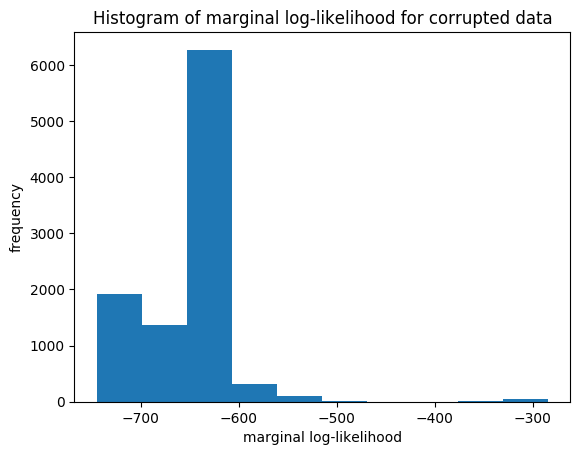 Histogram of marginal log-likelihood for corrupted data
6000
5000
4000
3000
2000
1000
0
frequency
−700 −600 −500 −400 −300
marginal log-likelihood